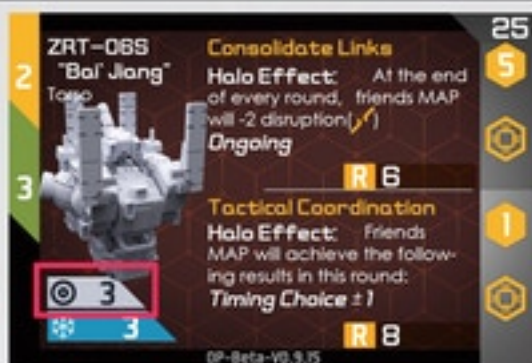 25
ZRT-06S
"Bai Jiang"
Torso
2
3
3
3
Consolidate Links
Halo Effect: At the end
of every round, friends MAP
will -2 disruption( )
Ongoing
R 6
Tactical Coordination
Halo Effect: Friends
MAP will achieve the follow-
ing results in this round:
Timing Choice ±1
R 8
5
1
OP-Beta-V0.9.15